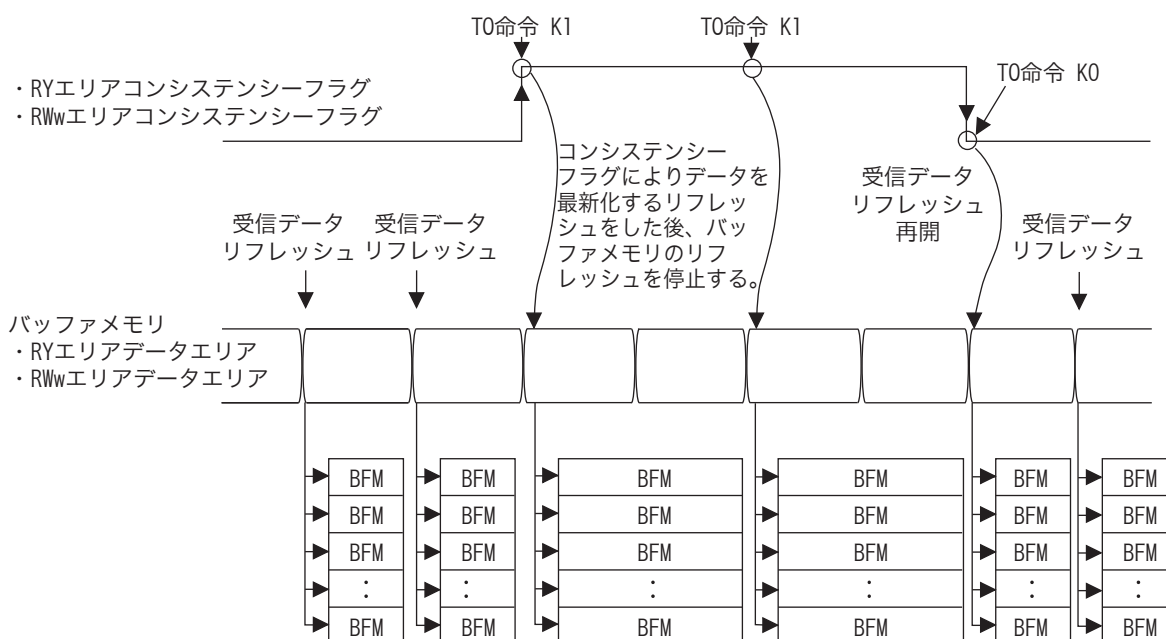 TO命令 K1
TO命令 K1
TO命令 K0
・RYエリアコンシステンシーフラグ
・RWwエリアコンシステンシーフラグ
コンシステンシー
フラグによりデータを
最新化するリフレッ
シュをした後、バッ
ファメモリのリフ
レッシュを停止する。
受信データ
リフレッシュ
再開
受信データ
リフレッシュ
受信データ
リフレッシュ
受信データ
リフレッシュ
バッファメモリ
・RYエリアデータエリア
・RWwエリアデータエリア
BFM BFM BFM BFM BFM BFM
BFM BFM BFM BFM BFM BFM
BFM BFM BFM BFM BFM BFM
: : : : : :
BFM BFM BFM BFM BFM BFM